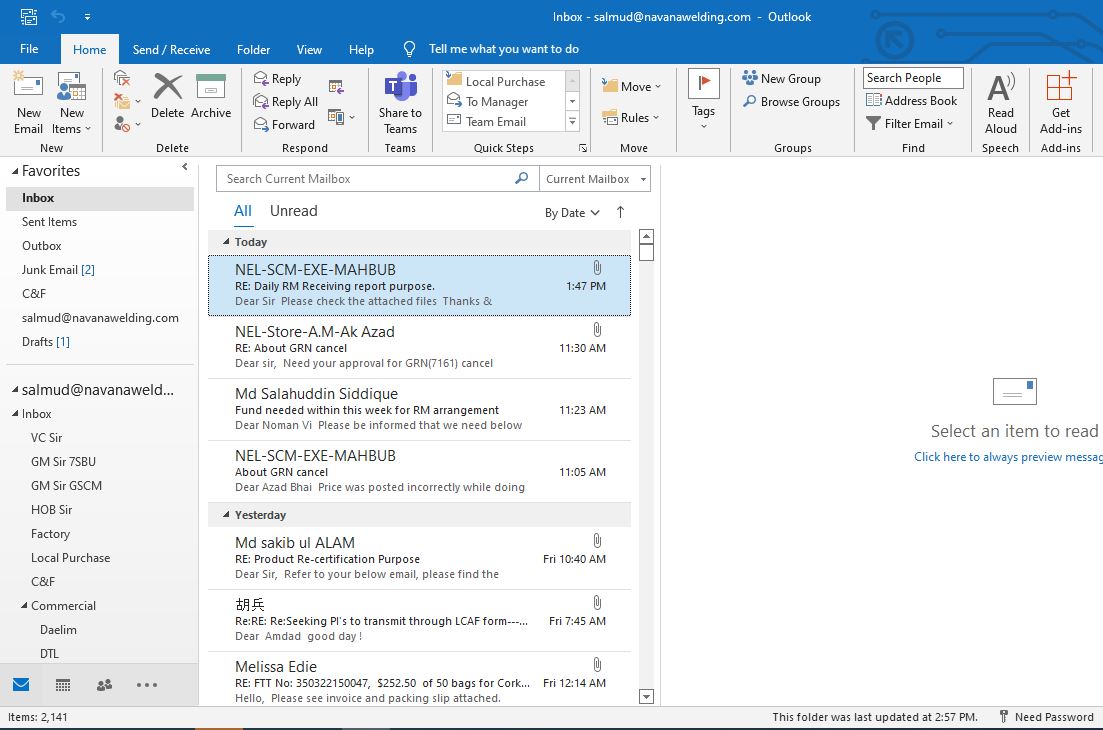 Inbox - salmud@navanawelding.com - Outlook
File Home Send / Receive Folder View Help Tell me what you want to do
New Email
New Items
New
Delete
Archive
Delete
Reply
Reply All
Forward
Respond
Share to Teams
Teams
Local Purchase
To Manager
Team Email
Quick Steps
Move
Rules
Move
Tags
New Group
Browse Groups
Groups
Search People
Address Book
Filter Email
Find
Read Aloud
Speech
Get Add-ins
Add-ins
Favorites
Inbox
Sent Items
Outbox
Junk Email [2]
C&F
salmud@navanawelding.com
Drafts [1]
salmud@navanaweld...
Inbox
VC Sir
GM Sir 7SBU
GM Sir GSCM
HOB Sir
Factory
Local Purchase
C&F
Commercial
Daelim
DTL
Search Current Mailbox
Current Mailbox
All Unread By Date
Today
NEL-SCM-EXE-MAHBUB
RE: Daily RM Receiving report purpose. 1:47 PM
Dear Sir Please check the attached files Thanks &
NEL-Store-A.M-Ak Azad
RE: About GRN cancel 11:30 AM
Dear sir, Need your approval for GRN(7161) cancel
Md Salahuddin Siddique
Fund needed within this week for RM arrangement 11:23 AM
Dear Noman Vi Please be informed that we need below
NEL-SCM-EXE-MAHBUB
About GRN cancel 11:05 AM
Dear Azad Bhai Price was posted incorrectly while doing
Yesterday
Md sakib ul ALAM
RE: Product Re-certification Purpose Fri 10:40 AM
Dear Sir, Refer to your below email, please find the
胡兵
Re:RE: Re:Seeking PI's to transmit through LCAF form---... Fri 7:45 AM
Dear Amdad good day !
Melissa Edie
RE: FTT No: 350322150047, $252.50 of 50 bags for Cork... Fri 12:14 AM
Hello, Please see invoice and packing slip attached.
Select an item to read
Click here to always preview messag
Items: 2,141
This folder was last updated at 2:57 PM. Need Password